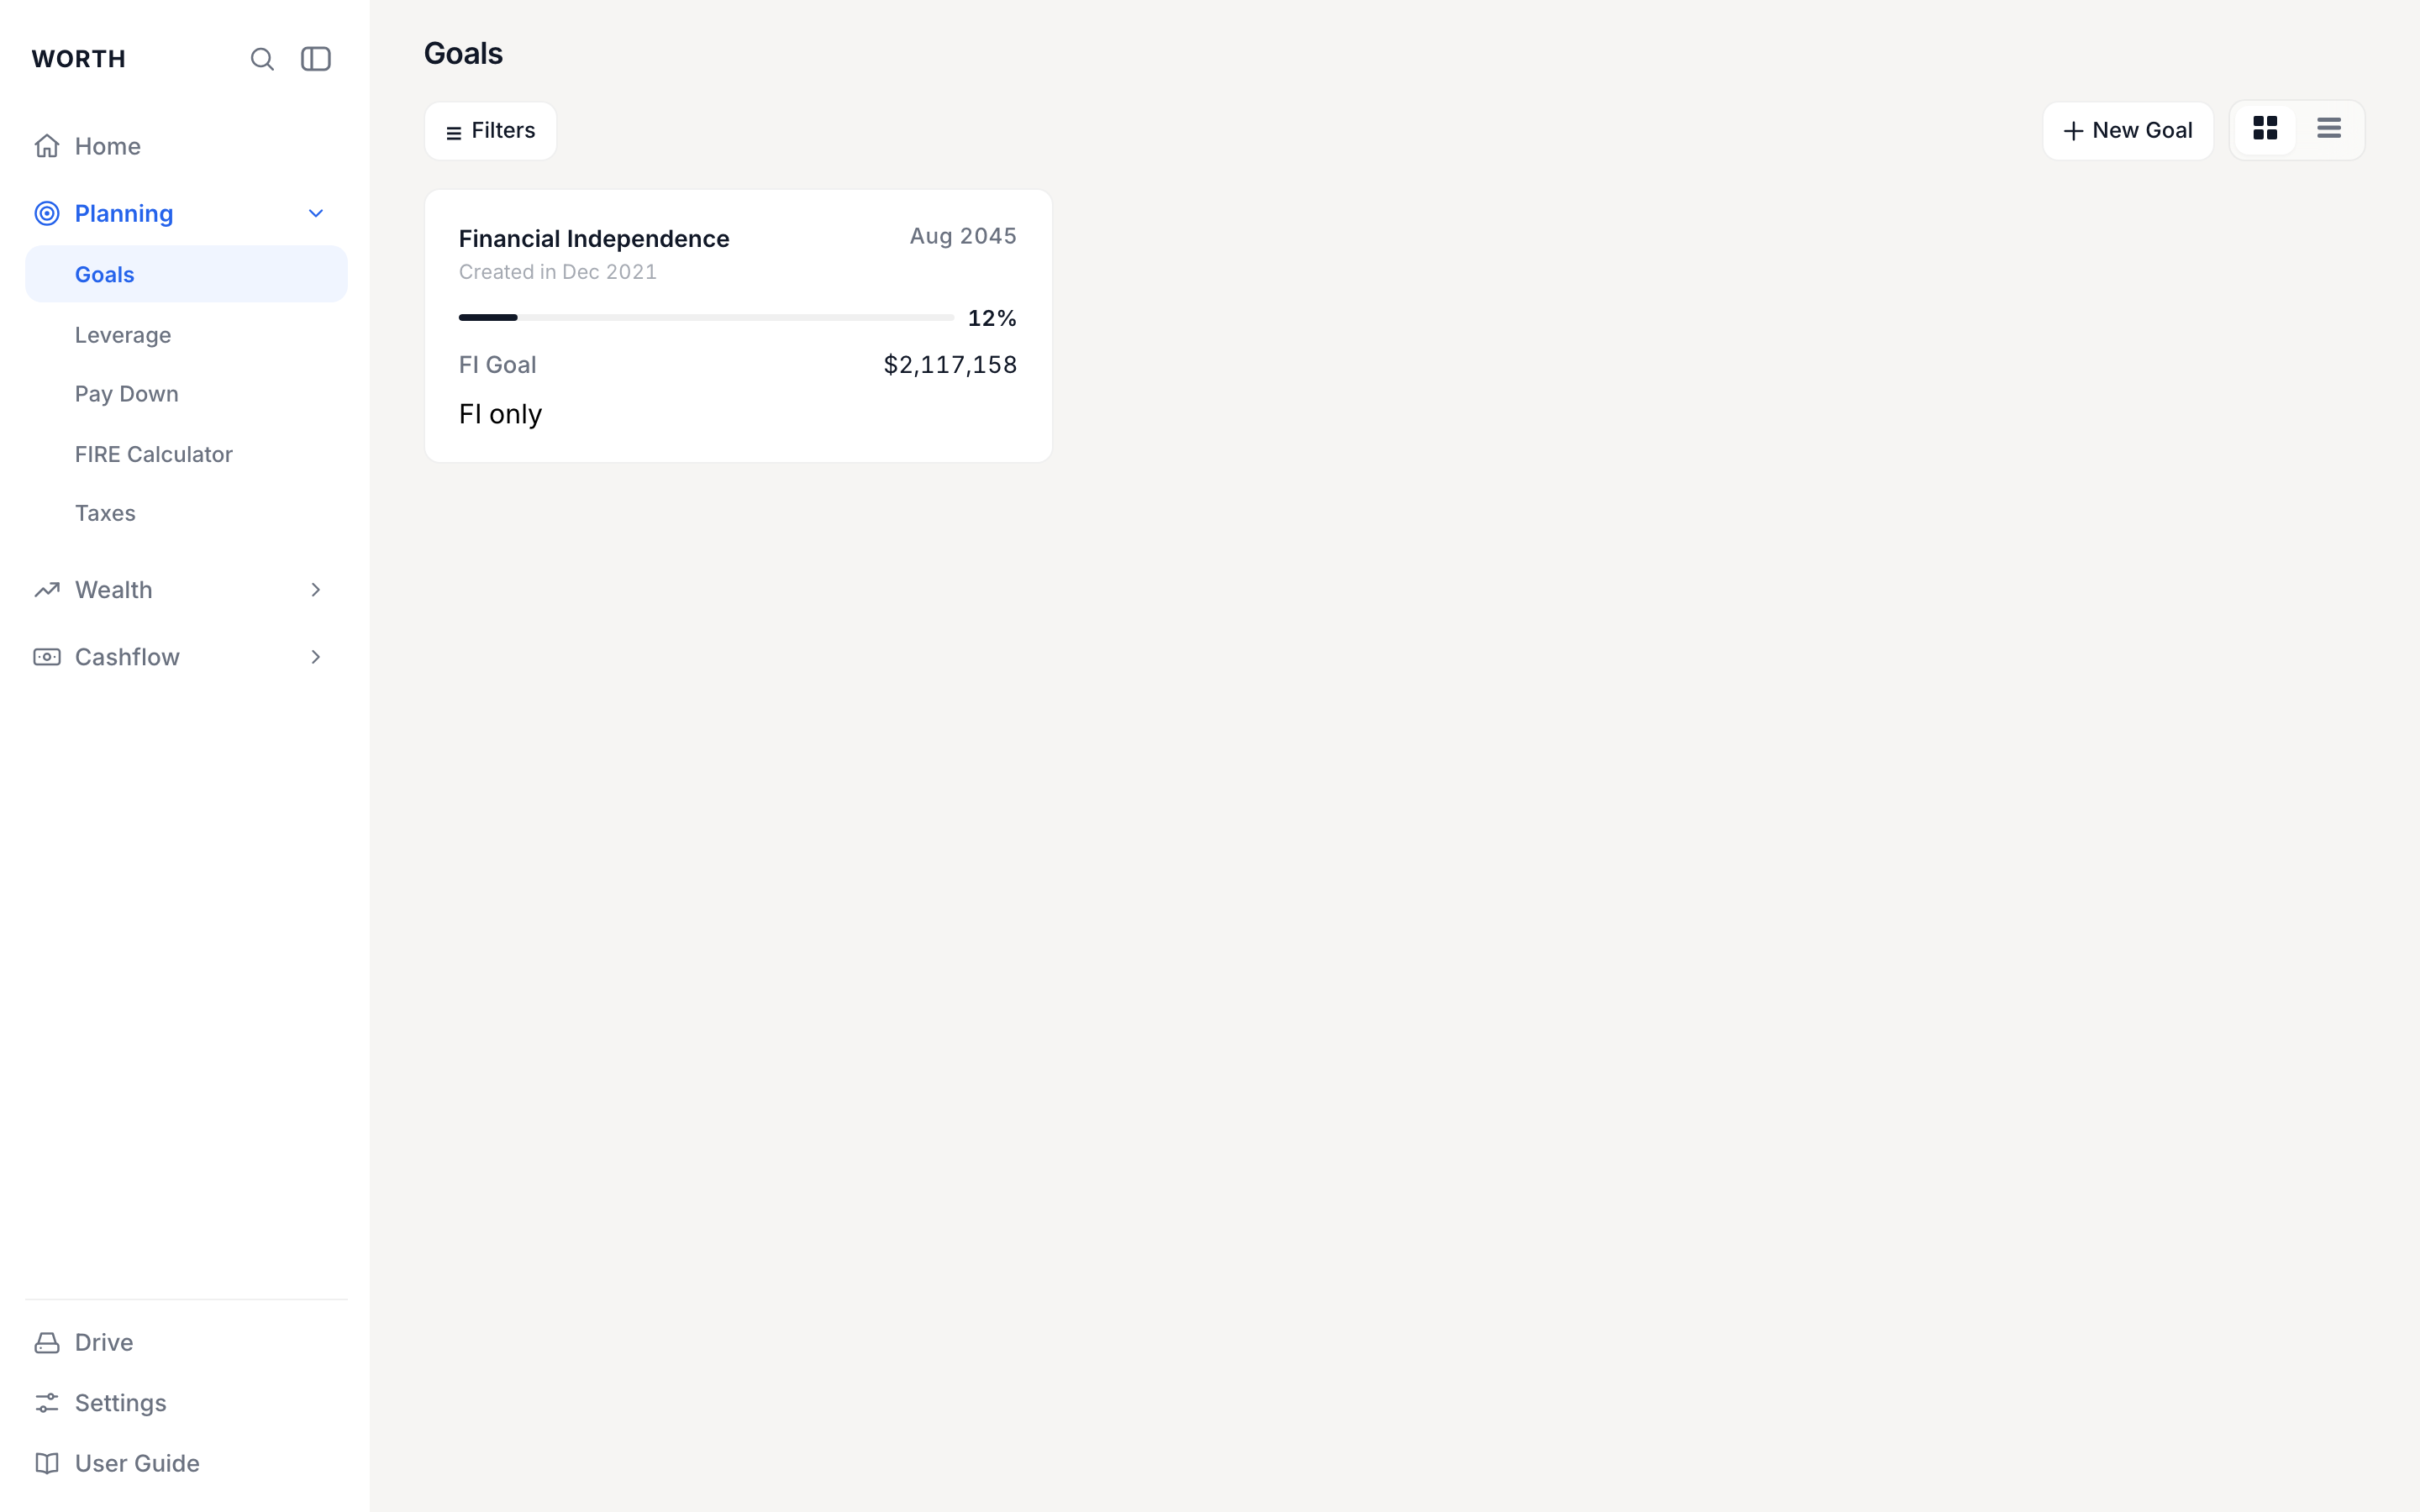 WORTH
Home
Planning
Goals
Leverage
Pay Down
FIRE Calculator
Taxes
Wealth
Cashflow
Drive
Settings
User Guide
Goals
Filters
New Goal
Financial Independence
Aug 2045
Created in Dec 2021
12%
FI Goal
$2,117,158
FI only